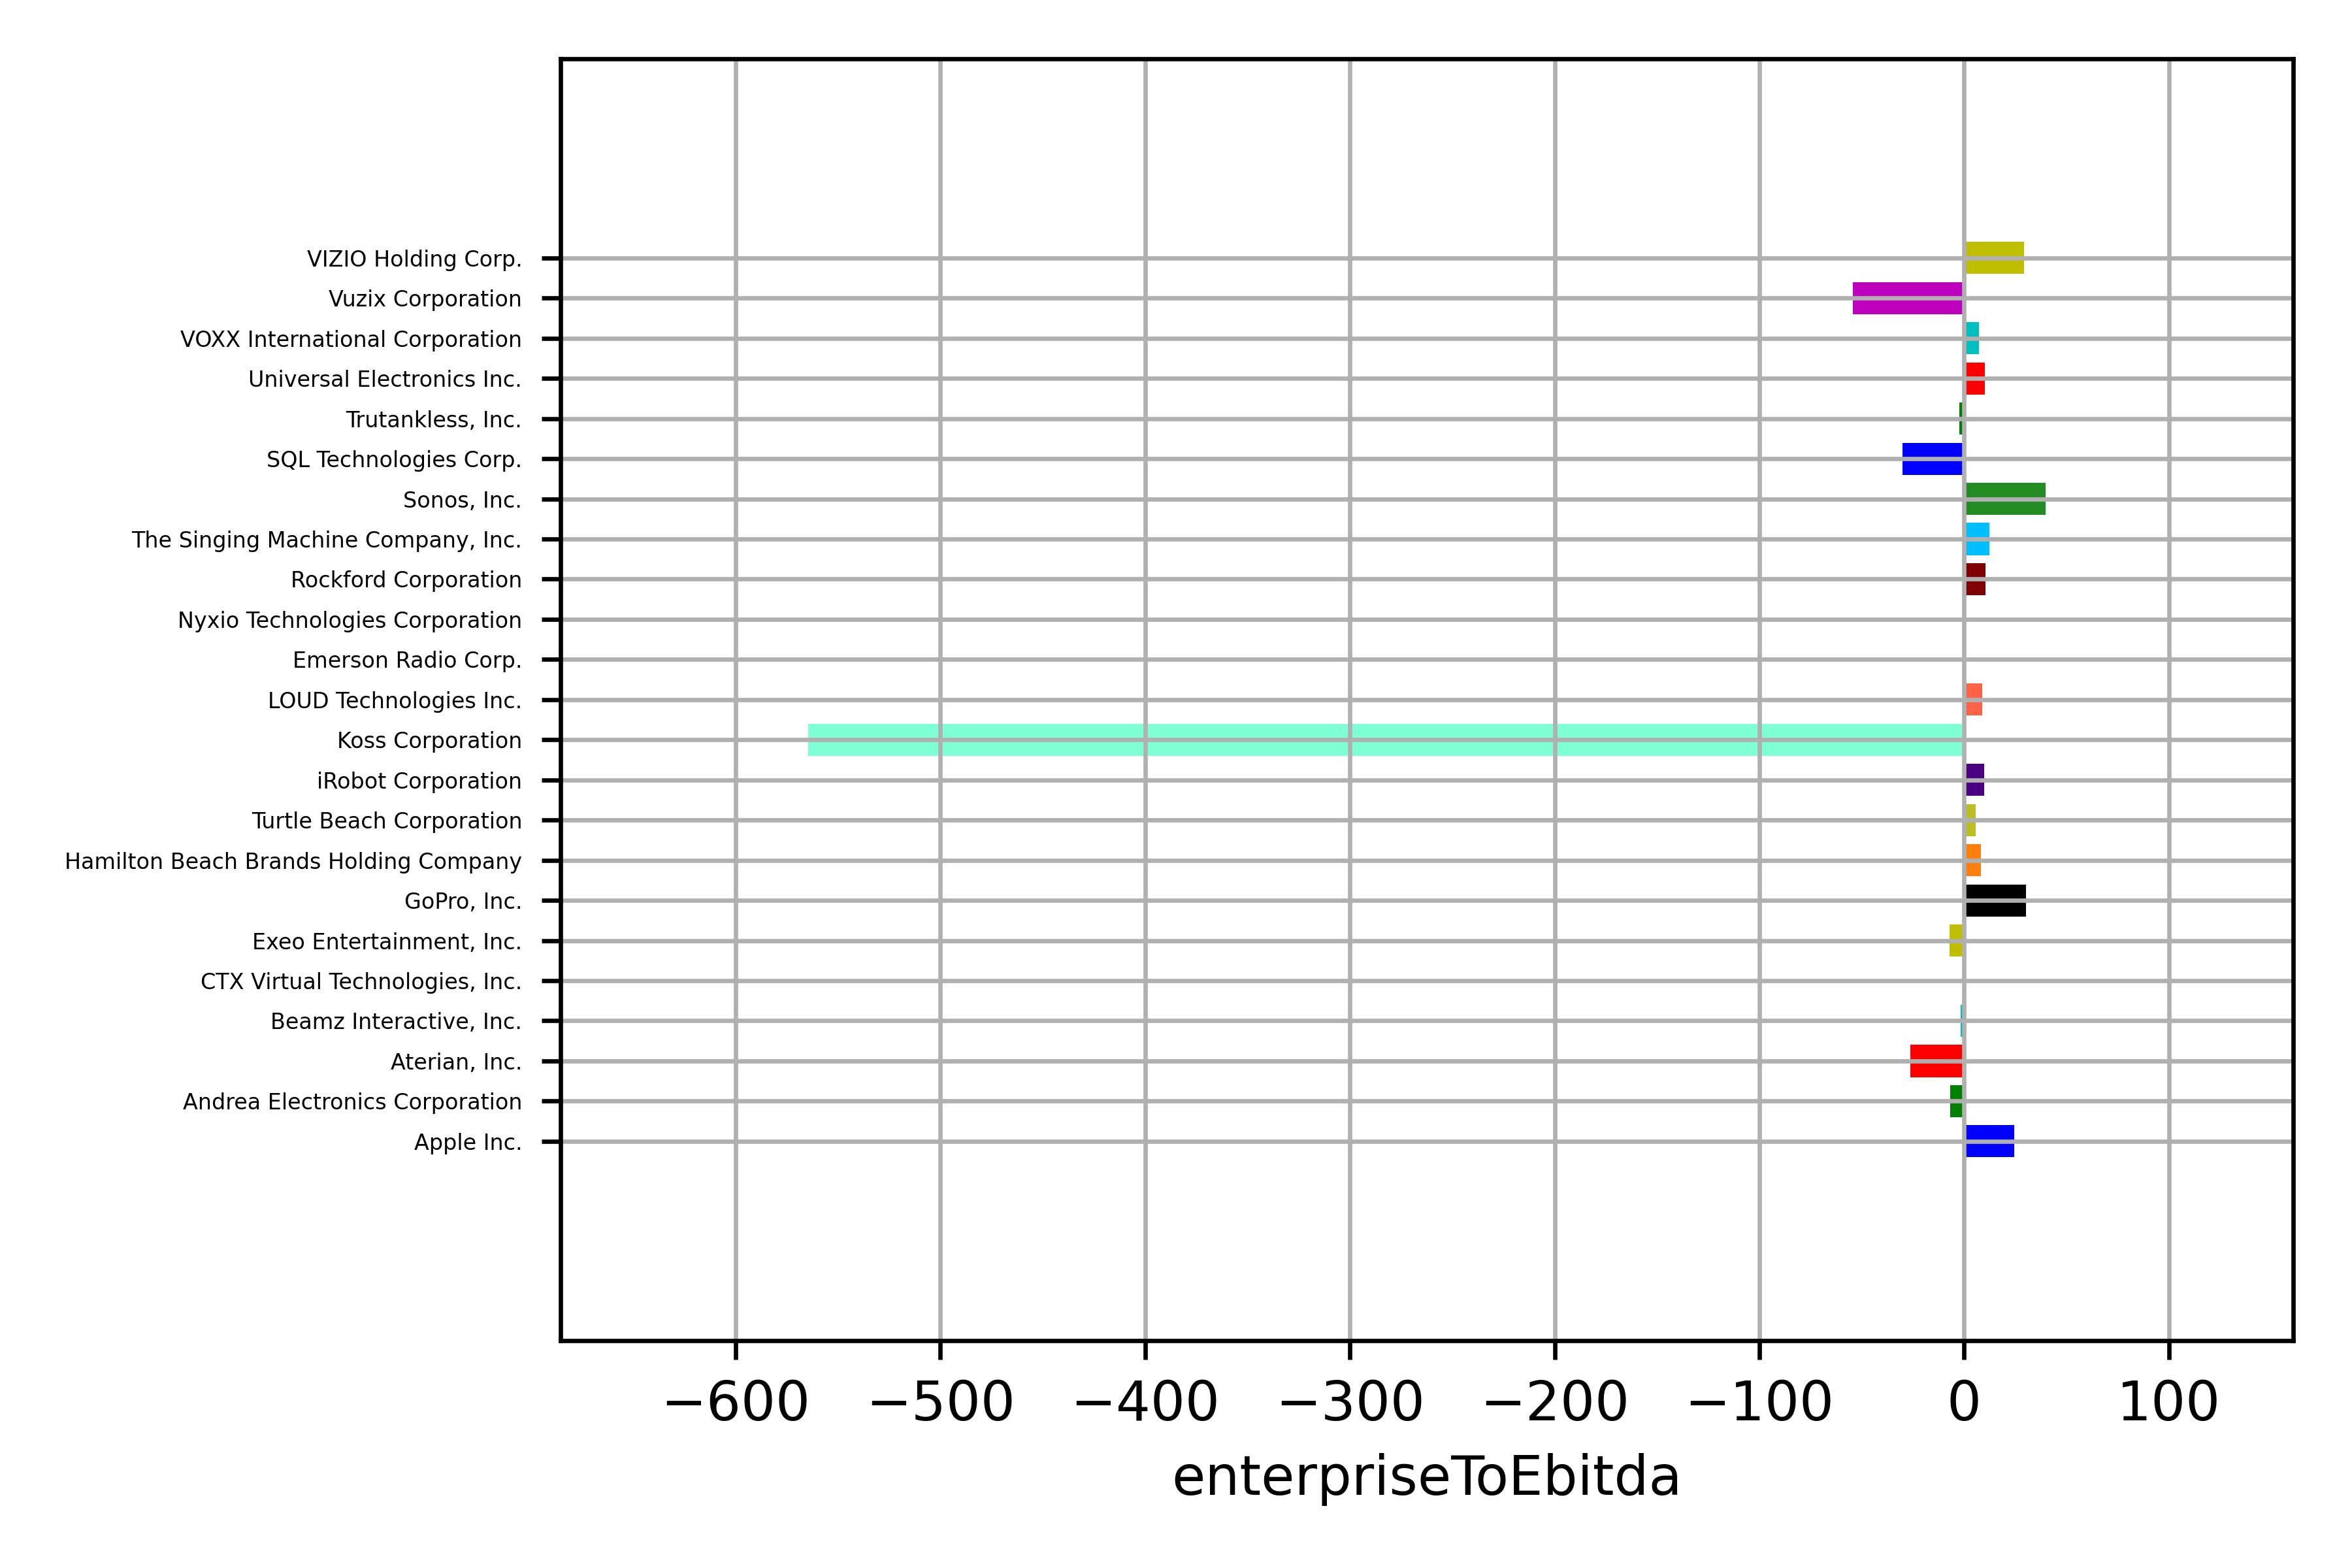 VIZIO Holding Corp.
Vuzix Corporation
VOXX International Corporation
Universal Electronics Inc.
Trutankless, Inc.
SQL Technologies Corp.
Sonos, Inc.
The Singing Machine Company, Inc.
Rockford Corporation
Nyxio Technologies Corporation
Emerson Radio Corp.
LOUD Technologies Inc.
Koss Corporation
iRobot Corporation
Turtle Beach Corporation
Hamilton Beach Brands Holding Company
GoPro, Inc.
Exeo Entertainment, Inc.
CTX Virtual Technologies, Inc.
Beamz Interactive, Inc.
Aterian, Inc.
Andrea Electronics Corporation
Apple Inc.
−600 −500 −400 −300 −200 −100 0 100
enterpriseToEbitda